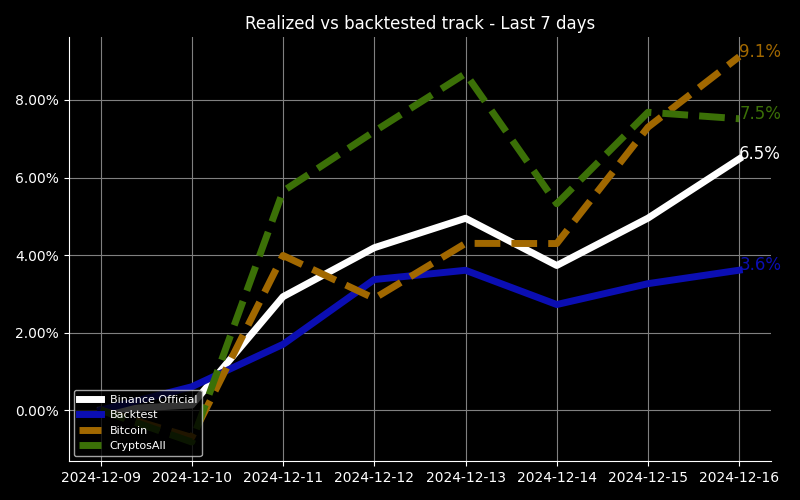 Realized vs backtested track - Last 7 days
9.1%
8.00%
7.5%
6.5%
6.00%
4.00%
3.6%
2.00%
0.00%
Binance Official
Backtest
Bitcoin
CryptosAll
2024-12-09 2024-12-10 2024-12-11 2024-12-12 2024-12-13 2024-12-14 2024-12-15 2024-12-16